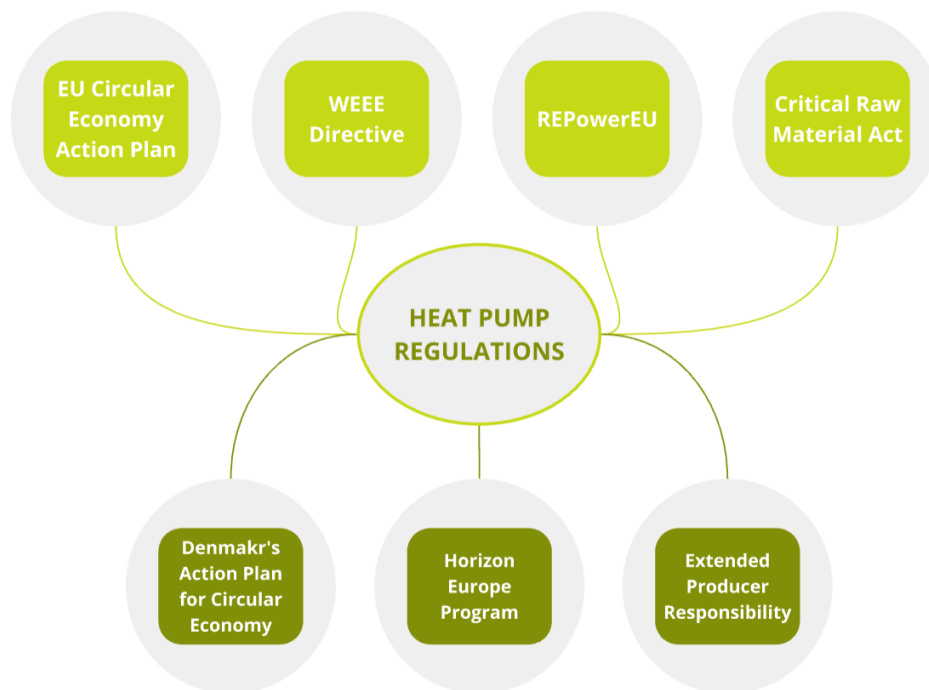 EU Circular
Economy
Action Plan
WEEE
Directive
REPowerEU
Critical Raw
Material Act
HEAT PUMP
REGULATIONS
Denmakr's
Action Plan
for Circular
Economy
Horizon
Europe
Program
Extended
Producer
Responsibility